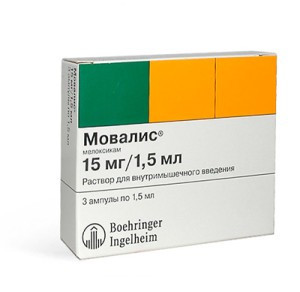 Мовалис®
мелоксикам
15 мг/1,5 мл
Раствор для внутримышечного введения
3 ампулы по 1,5 мл
Boehringer
Ingelheim